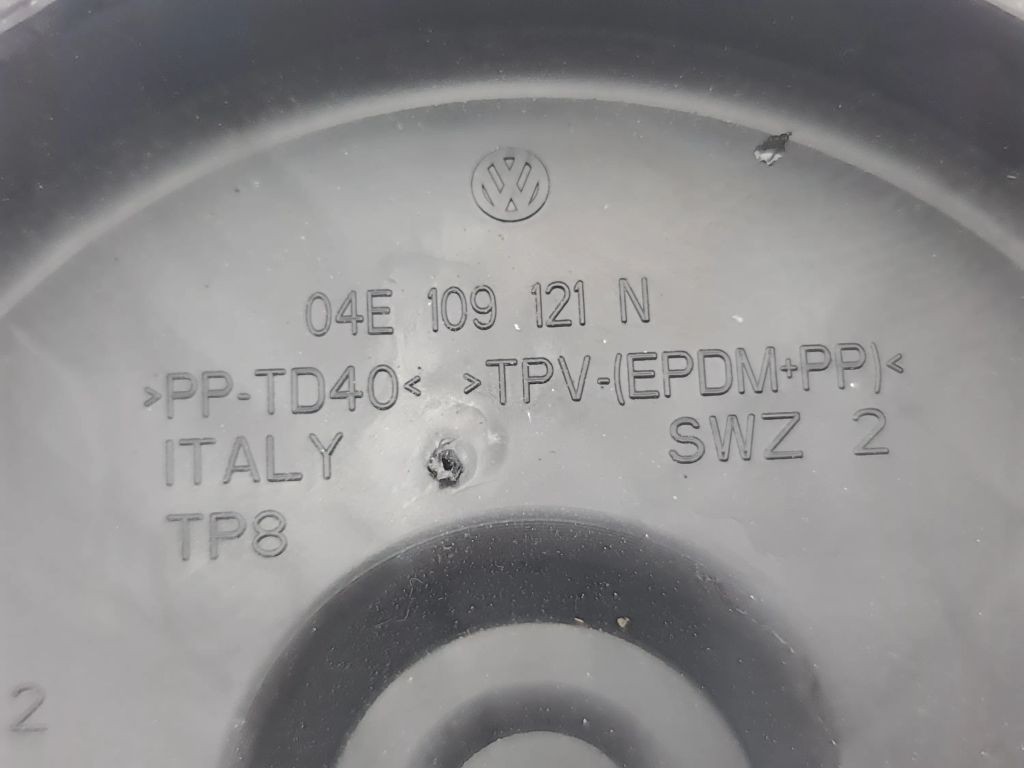 04E 109 121 N
>PP-TD40< >TPV-(EPDM+PP)<
ITALY SWZ 2
TP8
2